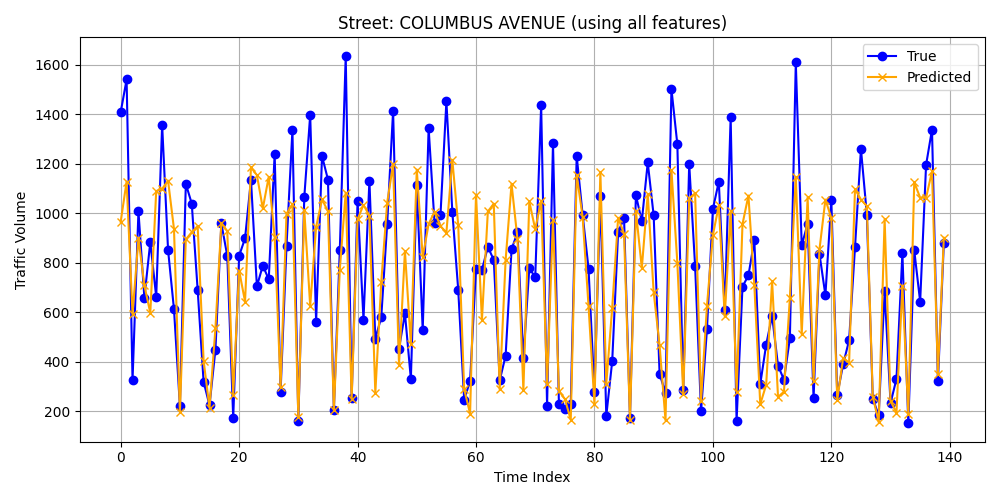 Street: COLUMBUS AVENUE (using all features)
True
Predicted
Traffic Volume
1600
1400
1200
1000
800
600
400
200
0 20 40 60 80 100 120 140
Time Index